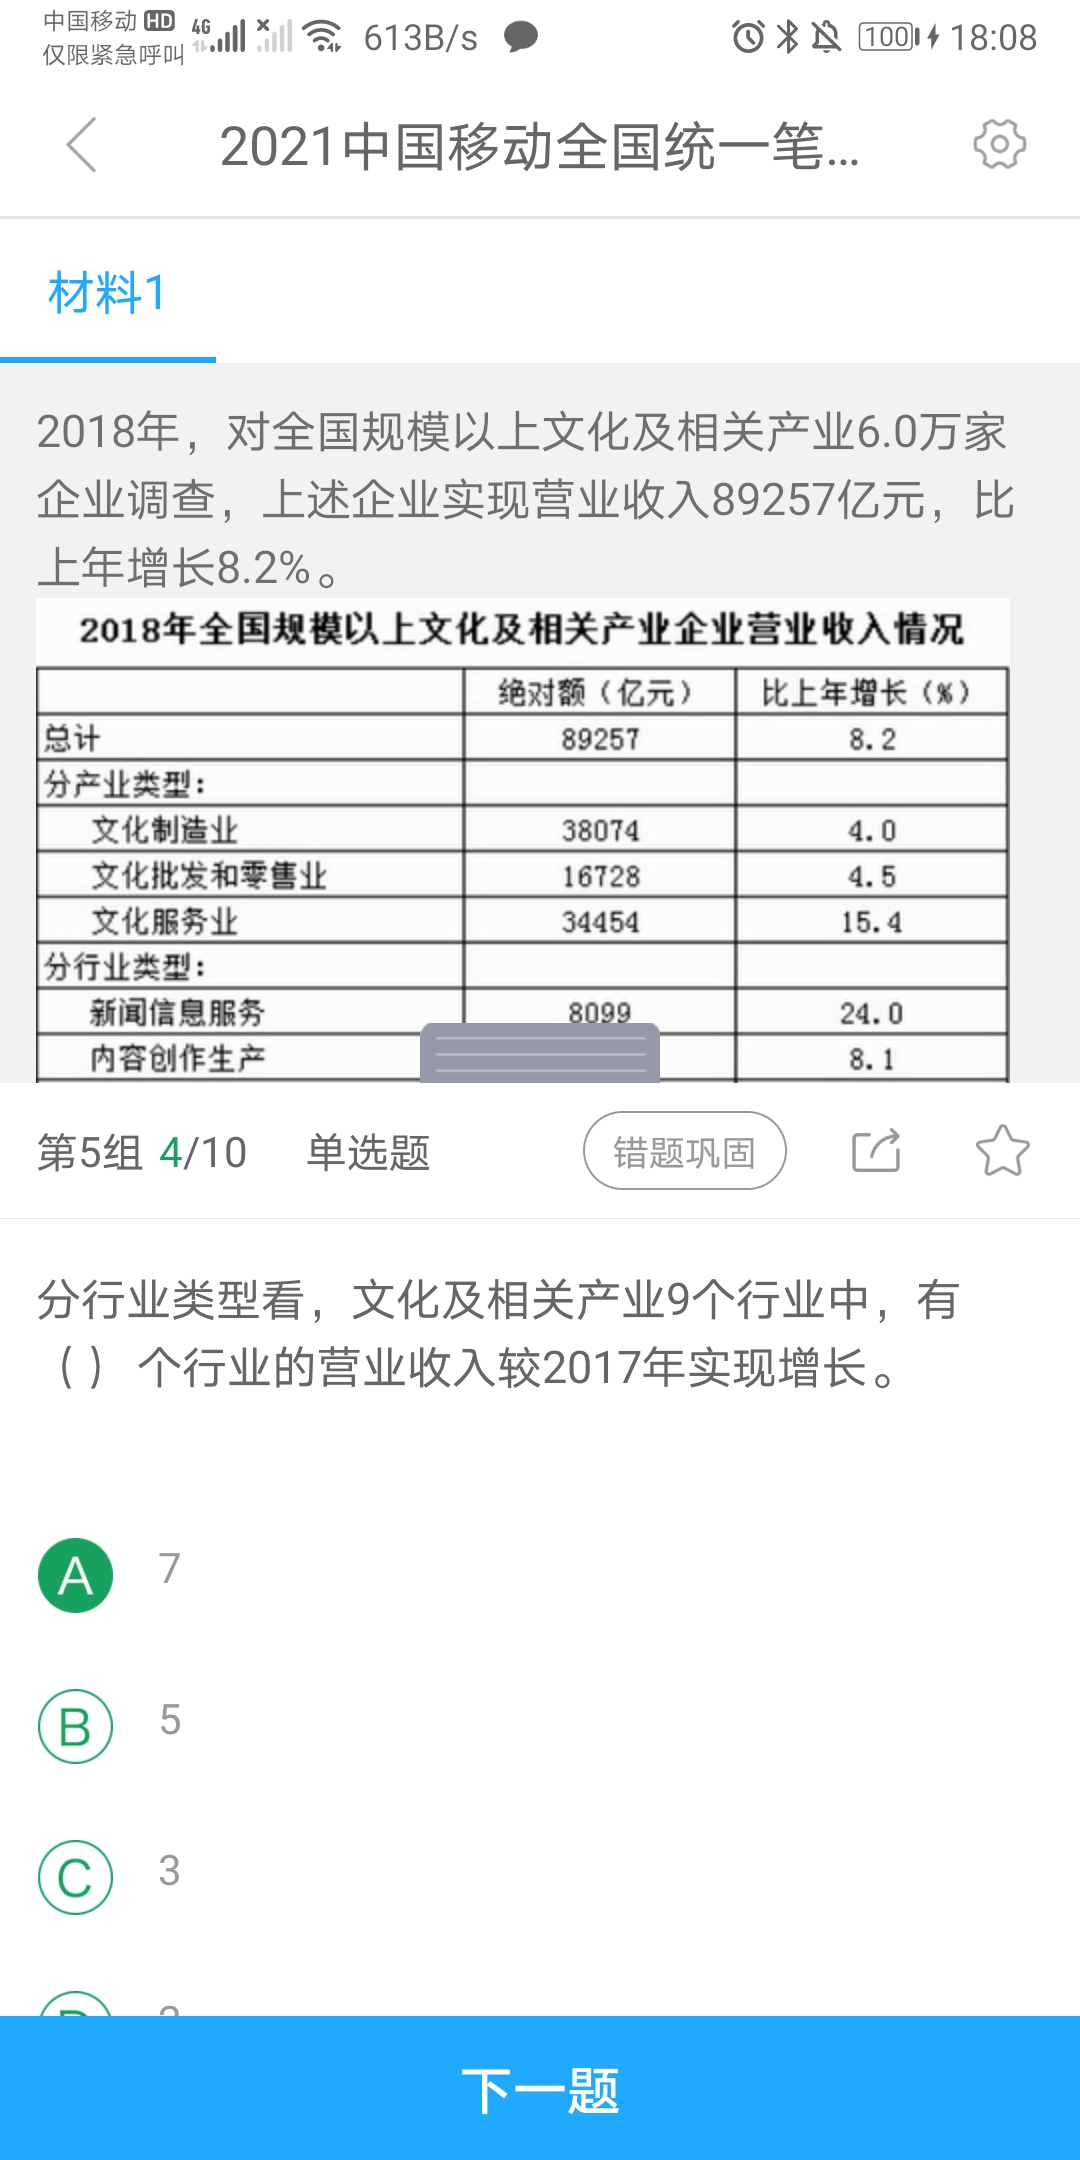 中国移动 HD 4G 613B/s 100 18:08
仅限紧急呼叫
2021中国移动全国统一笔...
材料1
2018年，对全国规模以上文化及相关产业6.0万家
企业调查，上述企业实现营业收入89257亿元，比
上年增长8.2%。
2018年全国规模以上文化及相关产业企业营业收入情况
绝对额（亿元） 比上年增长（%）
总计 89257 8.2
分产业类型：
文化制造业 38074 4.0
文化批发和零售业 16728 4.5
文化服务业 34454 15.4
分行业类型：
新闻信息服务 8099 24.0
内容创作生产 8.1
第5组 4/10 单选题 错题巩固
分行业类型看，文化及相关产业9个行业中，有
（） 个行业的营业收入较2017年实现增长。
A 7
B 5
C 3
下一题